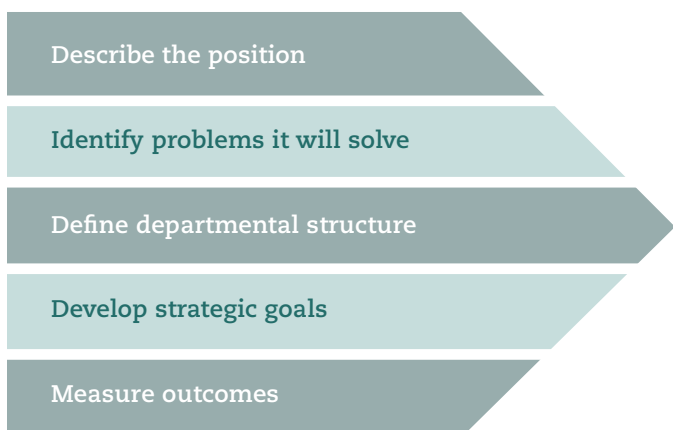 Describe the position
Identify problems it will solve
Define departmental structure
Develop strategic goals
Measure outcomes